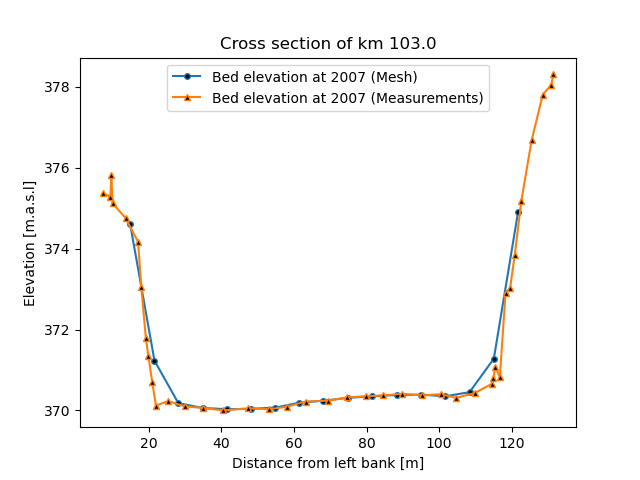 Cross section of km 103.0
Bed elevation at 2007 (Mesh)
Bed elevation at 2007 (Measurements)
Elevation [m.a.s.l]
378
376
374
372
370
20 40 60 80 100 120
Distance from left bank [m]